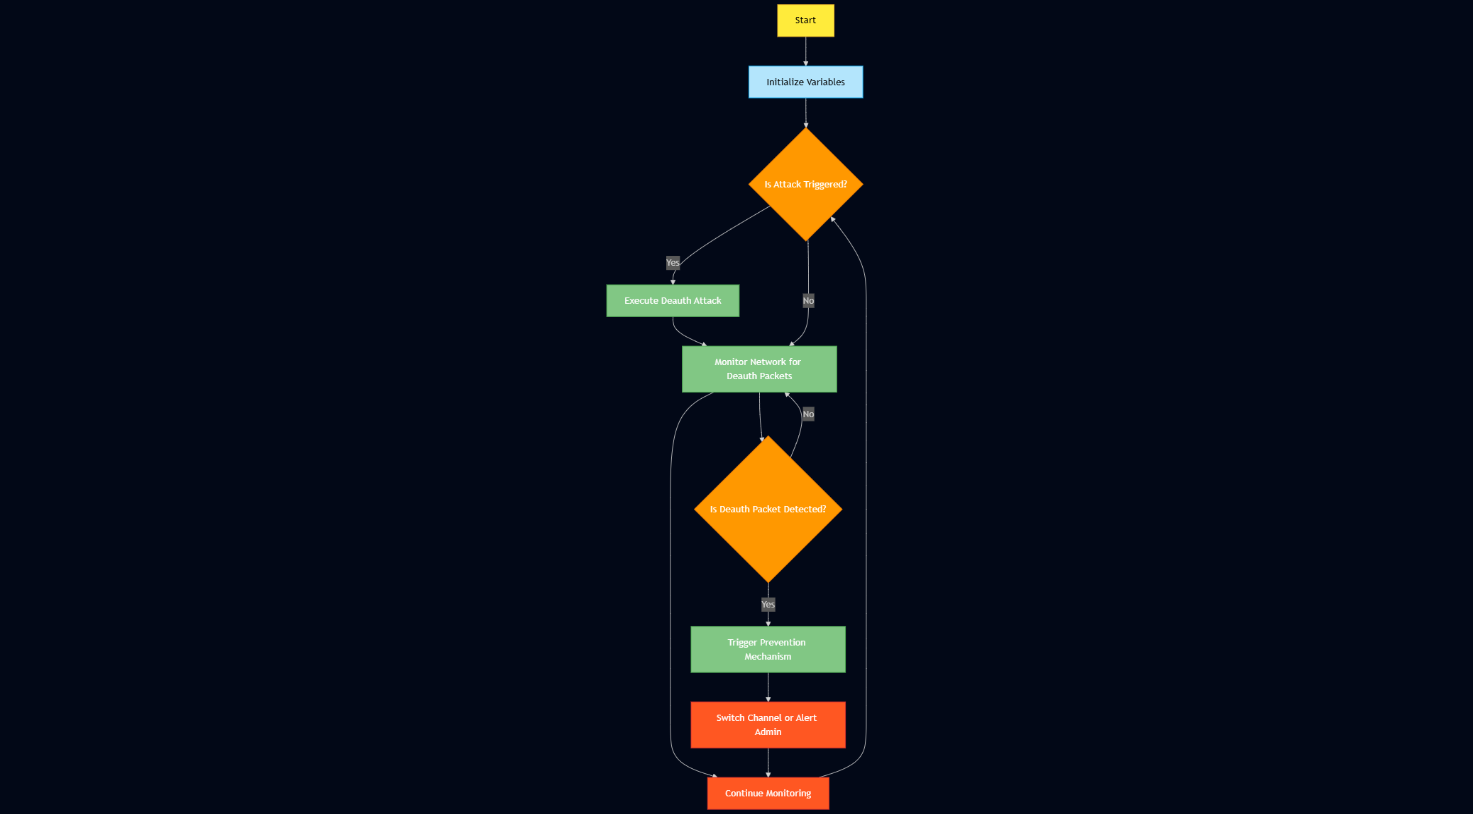 Start
Initialize Variables
Is Attack Triggered?
Yes
Execute Deauth Attack
No
Monitor Network for
Deauth Packets
No
Is Deauth Packet Detected?
Yes
Trigger Prevention
Mechanism
Switch Channel or Alert
Admin
Continue Monitoring